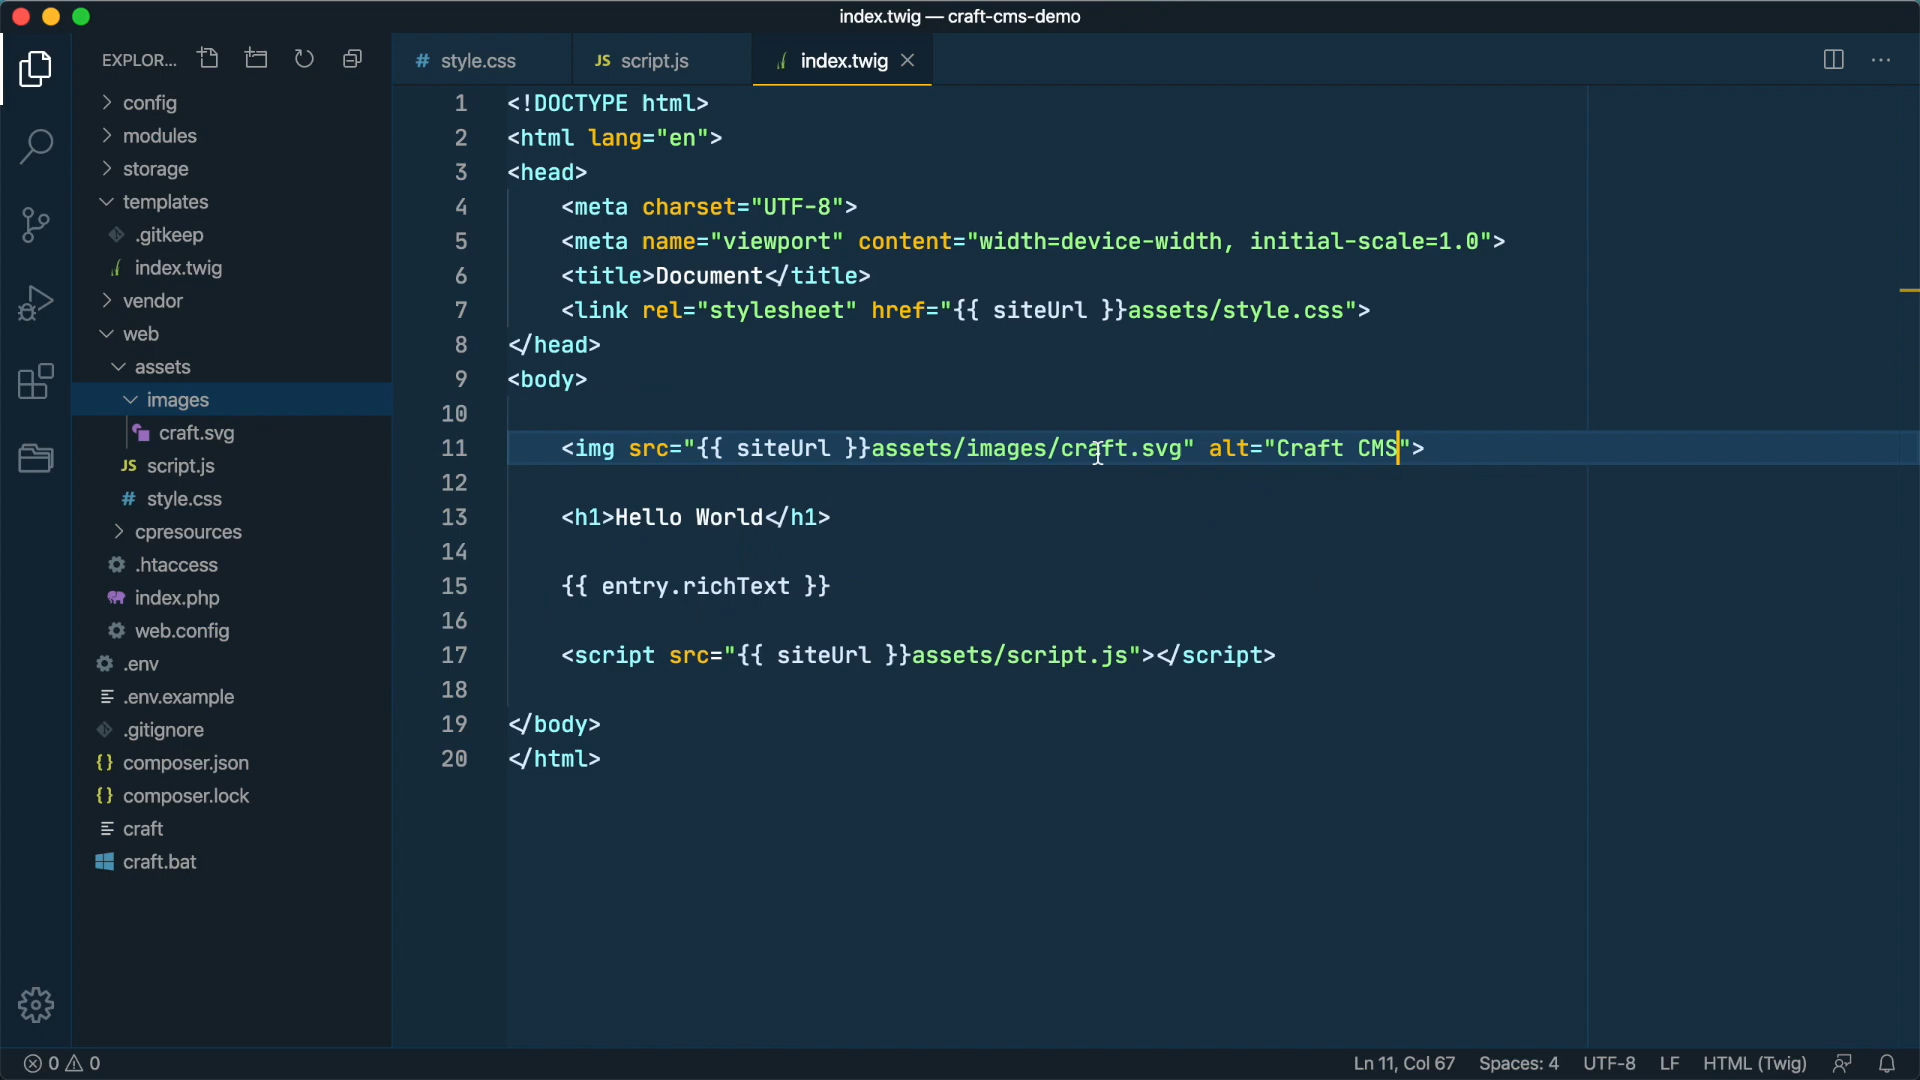 index.twig — craft-cms-demo
EXPLOR...
config
modules
storage
templates
.gitkeep
index.twig
vendor
web
assets
images
craft.svg
JS script.js
# style.css
cpresources
.htaccess
index.php
web.config
.env
.env.example
.gitignore
{} composer.json
{} composer.lock
craft
craft.bat
# style.css
JS script.js
index.twig
1 <!DOCTYPE html>
2 <html lang="en">
3 <head>
4     <meta charset="UTF-8">
5     <meta name="viewport" content="width=device-width, initial-scale=1.0">
6     <title>Document</title>
7     <link rel="stylesheet" href="{{ siteUrl }}assets/style.css">
8 </head>
9 <body>
10
11     <img src="{{ siteUrl }}assets/images/craft.svg" alt="Craft CMS">
12
13     <h1>Hello World</h1>
14
15     {{ entry.richText }}
16
17     <script src="{{ siteUrl }}assets/script.js"></script>
18
19 </body>
20 </html>
0 0 Ln 11, Col 67 Spaces: 4 UTF-8 LF HTML (Twig)